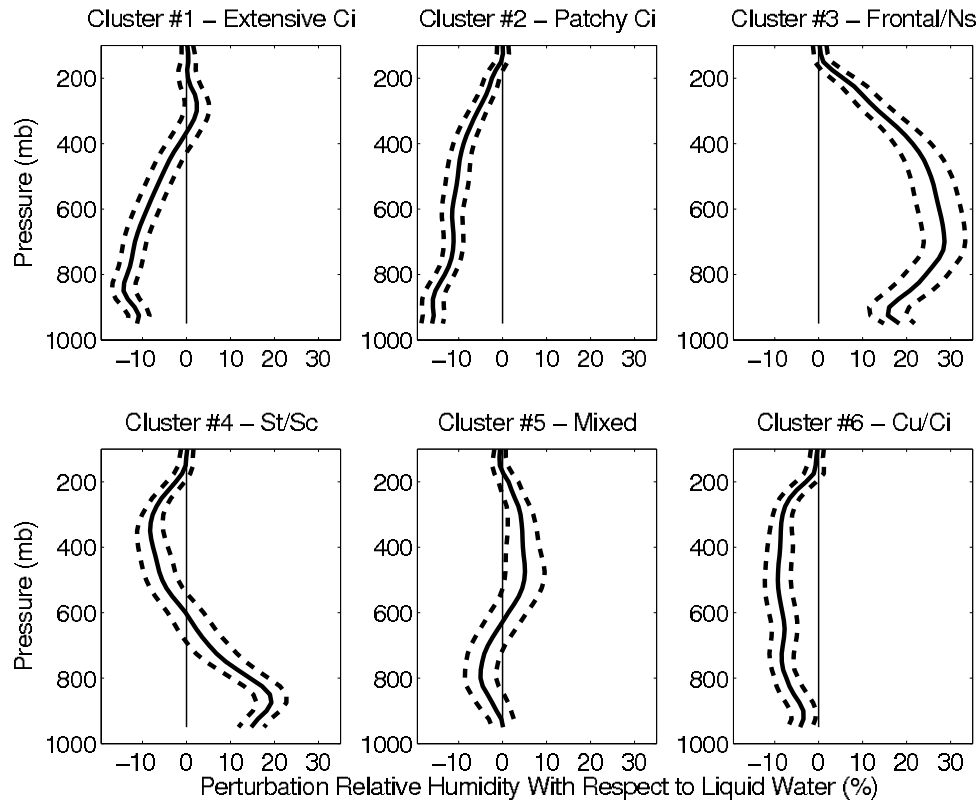 Cluster #1 – Extensive Ci
Cluster #2 – Patchy Ci
Cluster #3 – Frontal/Ns
Pressure (mb)
200
400
600
800
1000
−10 0 10 20 30
200
400
600
800
1000
−10 0 10 20 30
200
400
600
800
1000
−10 0 10 20 30
Cluster #4 – St/Sc
Cluster #5 – Mixed
Cluster #6 – Cu/Ci
Pressure (mb)
200
400
600
800
1000
−10 0 10 20 30
200
400
600
800
1000
−10 0 10 20 30
200
400
600
800
1000
−10 0 10 20 30
Perturbation Relative Humidity With Respect to Liquid Water (%)